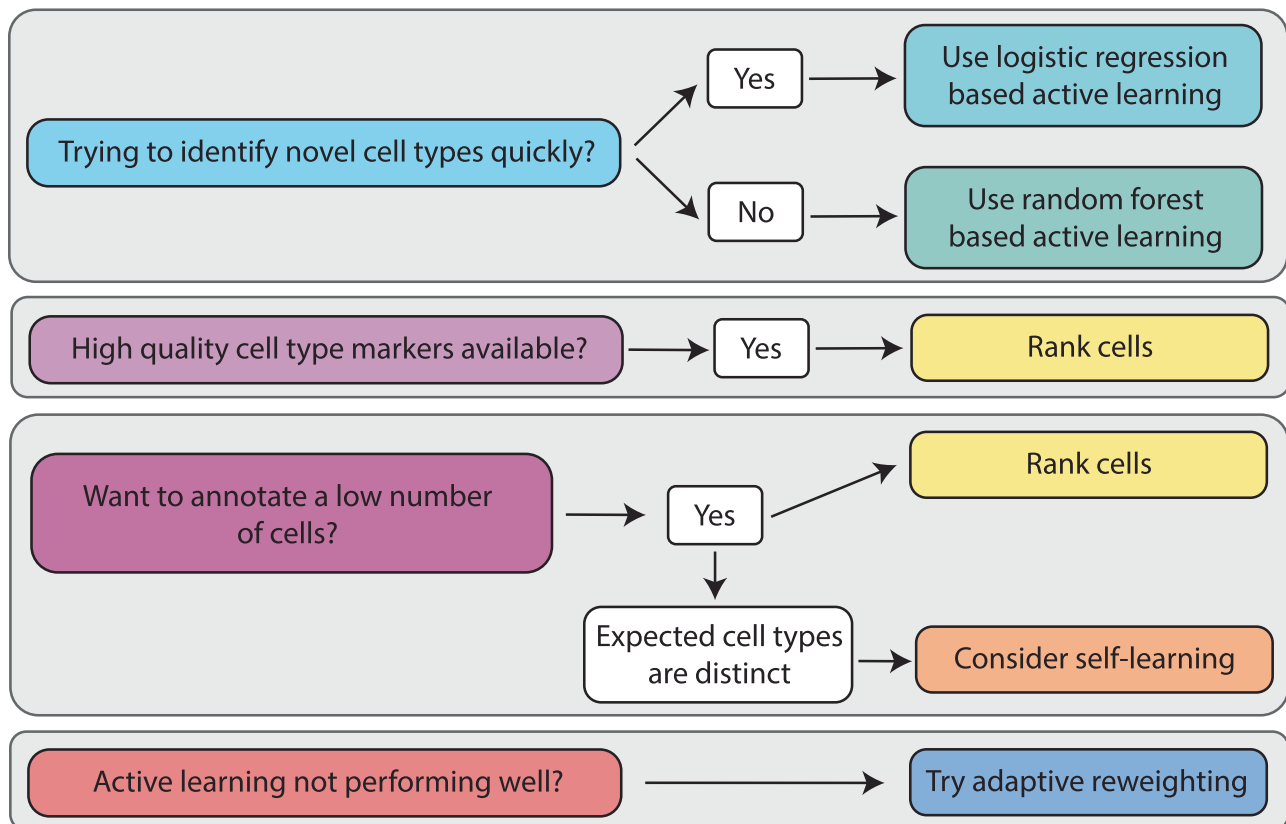 Trying to identify novel cell types quickly?
Yes
Use logistic regression
based active learning
No
Use random forest
based active learning
High quality cell type markers available?
Yes
Rank cells
Want to annotate a low number
of cells?
Yes
Rank cells
Expected cell types
are distinct
Consider self-learning
Active learning not performing well?
Try adaptive reweighting